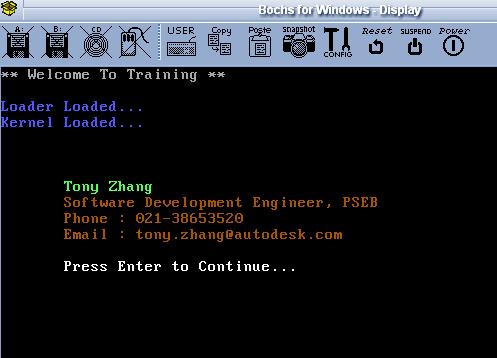 Bochs for Windows - Display
A: B: CD USER Copy Paste snapshot CONFIG Reset SUSPEND Power
** Welcome To Training **
Loader Loaded...
Kernel Loaded...
Tony Zhang
Software Development Engineer, PSEB
Phone : 021-38653520
Email : tony.zhang@autodesk.com
Press Enter to Continue...